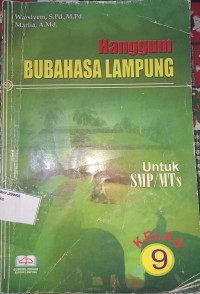 Warsiyem, S.Pd.,M.Pd.
Marlia, A.Md.
Hanggum
BUBAHASA LAMPUNG
Untuk
SMP/MTs
KELAS
9